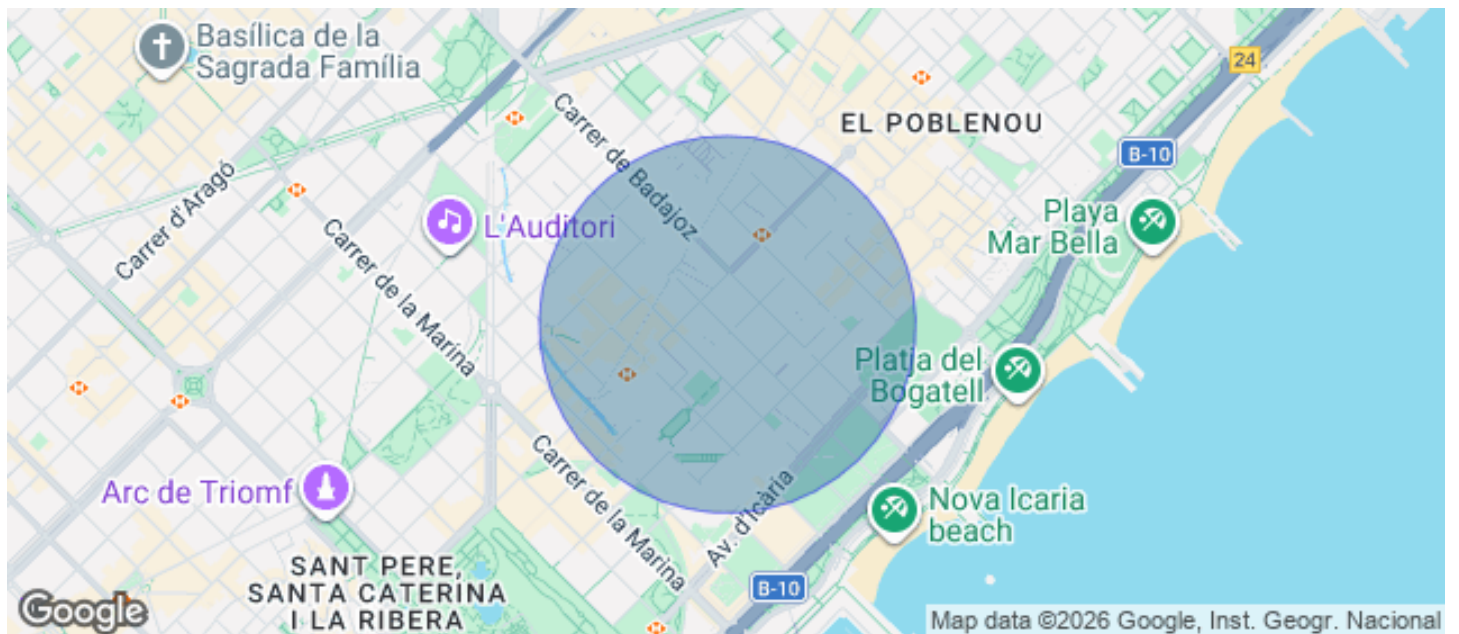 Basílica de la
Sagrada Família
24
Carrer de Badajoz
EL POBLENOU
B-10
Carrer d'Aragó
L'Auditori
Playa
Mar Bella
Carrer de la Marina
Platja del
Bogatell
Carrer de la Marina
Av. d'Icària
Arc de Triomf
Nova Icaria
beach
SANT PERE,
SANTA CATERINA
I LA RIBERA
B-10
Google
Map data ©2026 Google, Inst. Geogr. Nacional